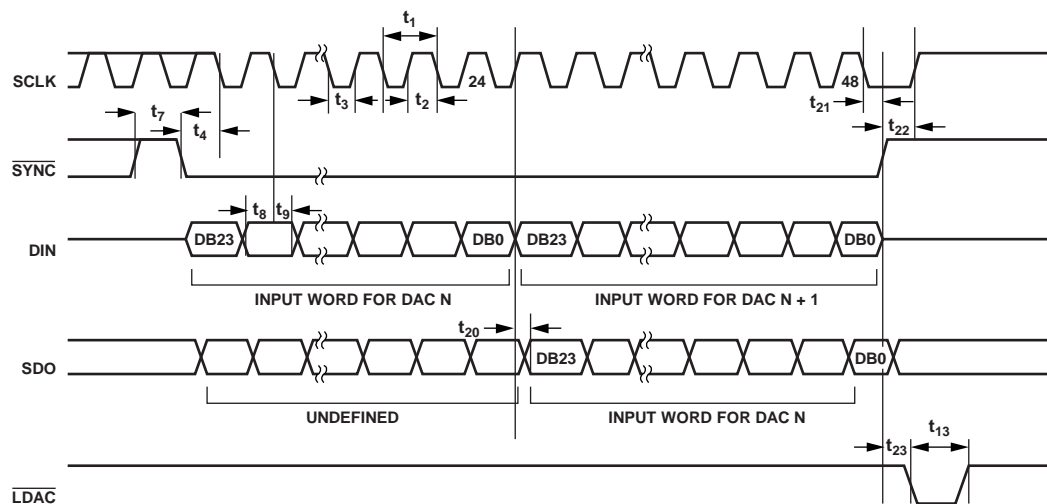 t1
SCLK
24
48
t3
t2
t21
t7
t4
t22
SYNC
t8
t9
DIN
DB23
DB0
DB23
DB0
INPUT WORD FOR DAC N
INPUT WORD FOR DAC N + 1
t20
SDO
DB23
DB0
UNDEFINED
INPUT WORD FOR DAC N
t23
t13
LDAC